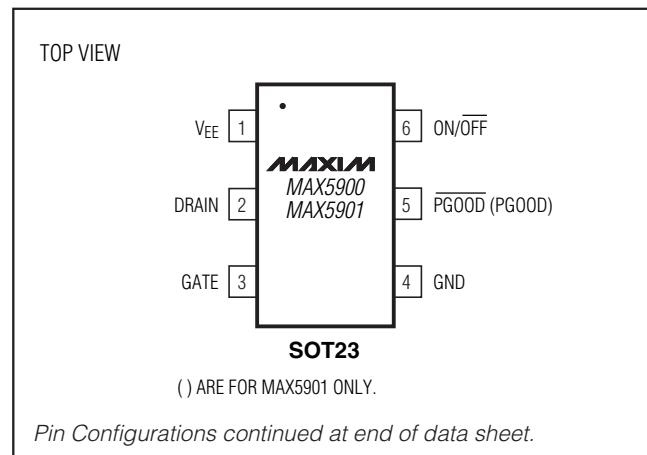 TOP VIEW
VEE 1
6 ON/OFF
MAXIM
MAX5900
MAX5901
DRAIN 2
5 PGOOD (PGOOD)
GATE 3
4 GND
SOT23
( ) ARE FOR MAX5901 ONLY.
Pin Configurations continued at end of data sheet.